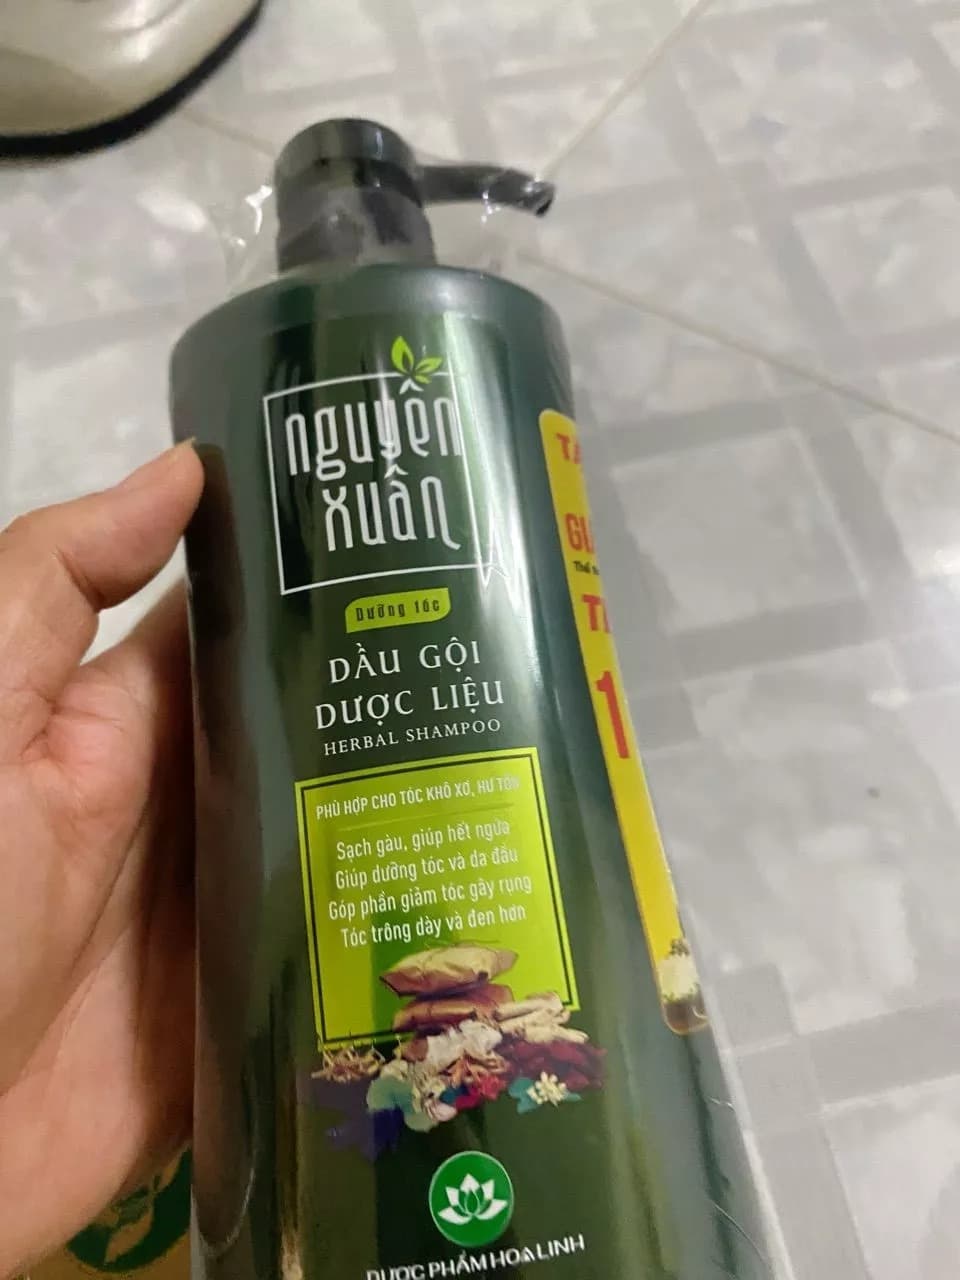 nguyên
xuân
Dưỡng tóc
DẦU GỘI
DƯỢC LIỆU
HERBAL SHAMPOO
PHÙ HỢP CHO TÓC KHÔ XƠ, HƯ TỔN
Sạch gàu, giúp hết ngứa
Giúp dưỡng tóc và da đầu
Góp phần giảm tóc gãy rụng
Tóc trông dày và đen hơn
DƯỢC PHẨM HOA LINH
1